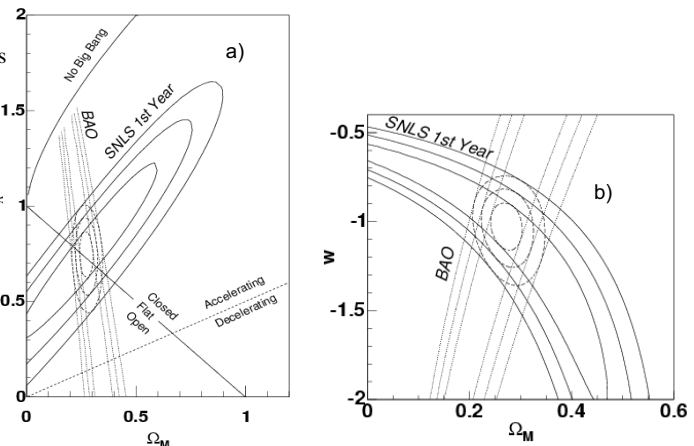 2
1.5
1
0.5
0
0
0.5
1
Ω_M
No Big Bang
BAO
SNLS 1st Year
a)
Accelerating
Decelerating
Closed
Flat
Open
-0.5
-1
-1.5
-2
0
0.2
0.4
0.6
w
Ω_M
SNLS 1st Year
BAO
b)